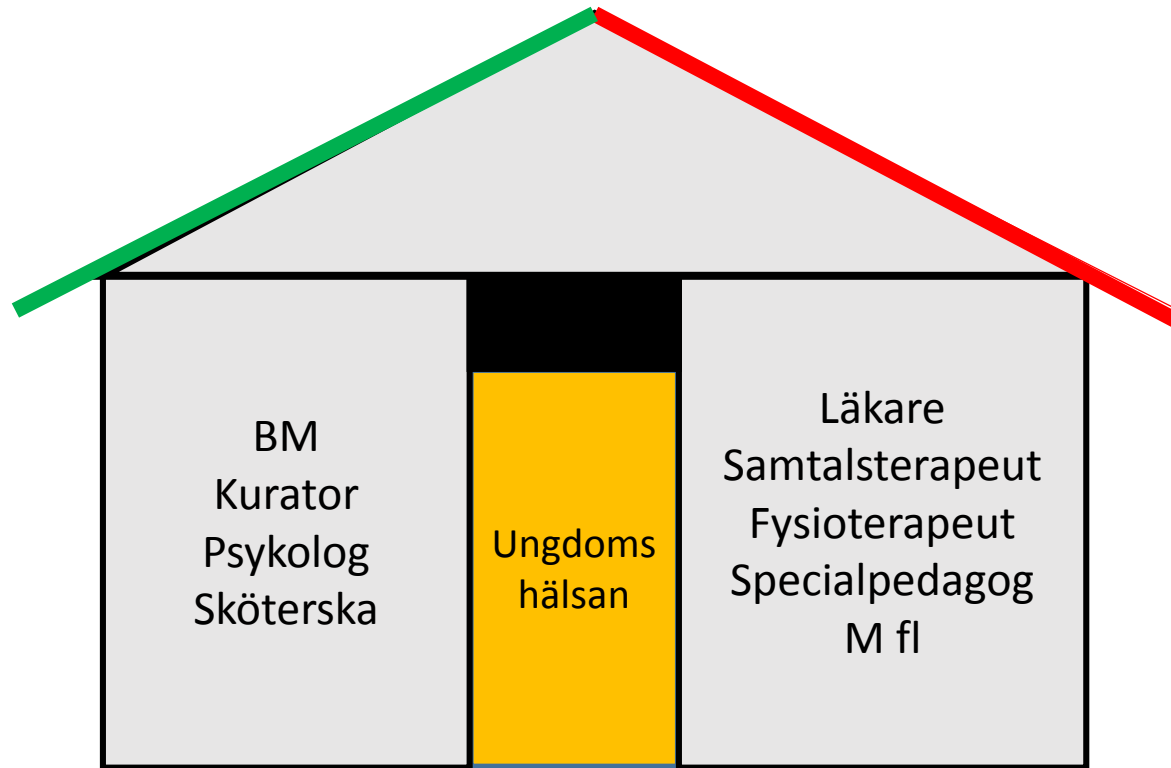 BM
Kurator
Psykolog
Sköterska
Ungdoms
hälsan
Läkare
Samtalsterapeut
Fysioterapeut
Specialpedagog
M fl